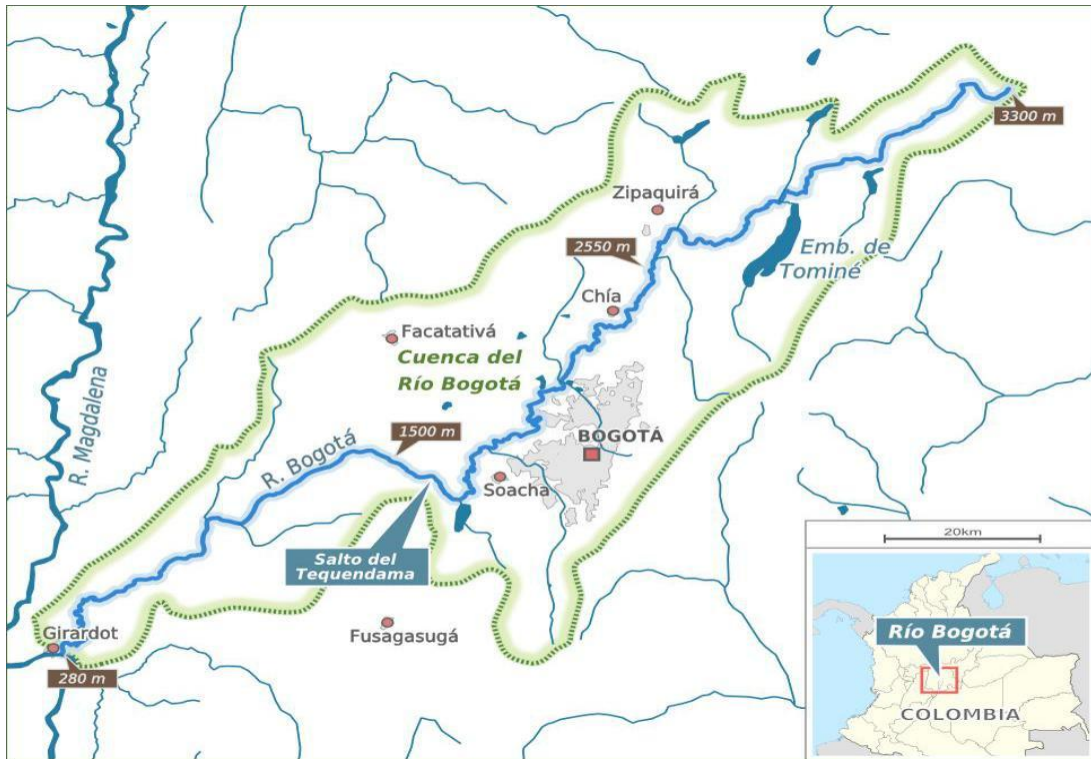 3300 m
Zipaquirá
2550 m
Emb. de
Tominé
Chía
Facatativá
Cuenca del
Río Bogotá
R. Magdalena
1500 m
BOGOTÁ
R. Bogotá
Soacha
Salto del
Tequendama
Girardot
Fusagasugá
280 m
20km
Río Bogotá
COLOMBIA